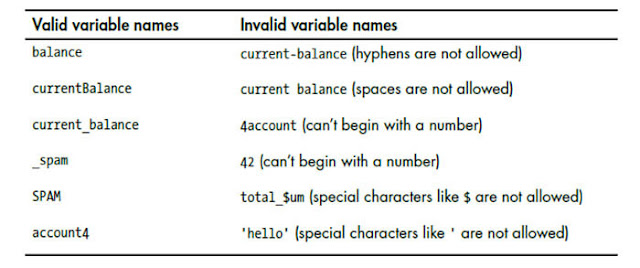 Valid variable names Invalid variable names
balance current-balance (hyphens are not allowed)
currentBalance current balance (spaces are not allowed)
current_balance 4account (can't begin with a number)
_spam 42 (can't begin with a number)
SPAM total_$um (special characters like $ are not allowed)
account4 'hello' (special characters like ' are not allowed)